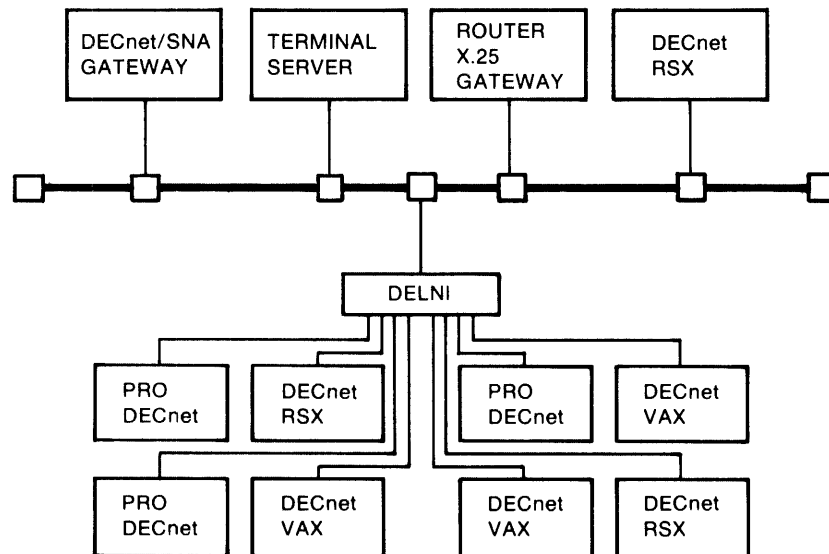 DECnet/SNA
GATEWAY
TERMINAL
SERVER
ROUTER
X.25
GATEWAY
DECnet
RSX
DELNI
PRO
DECnet
DECnet
RSX
PRO
DECnet
DECnet
VAX
PRO
DECnet
DECnet
VAX
DECnet
VAX
DECnet
RSX